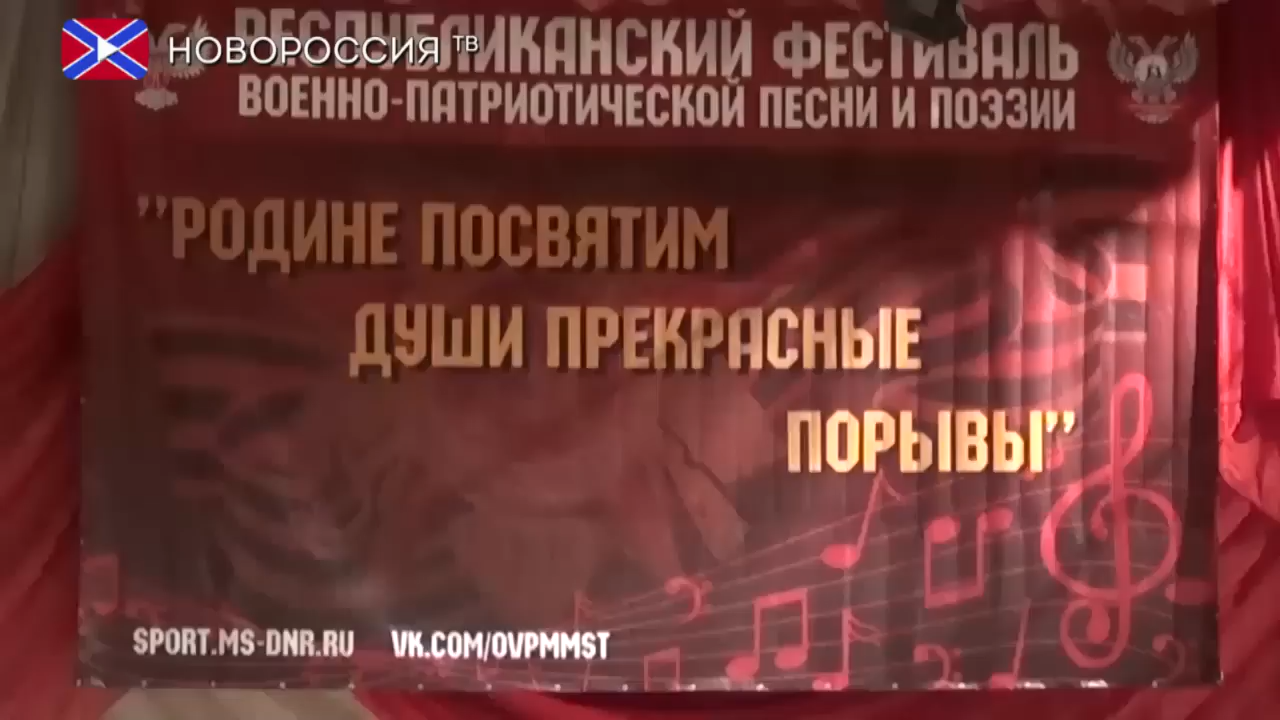 НОВОРОССИЯ ТВ
РЕСПУБЛИКАНСКИЙ ФЕСТИВАЛЬ
ВОЕННО-ПАТРИОТИЧЕСКОЙ ПЕСНИ И ПОЭЗИИ
"РОДИНЕ ПОСВЯТИМ
ДУШИ ПРЕКРАСНЫЕ
ПОРЫВЫ"
SPORT.MS-DNR.RU VK.COM/OVPMMST